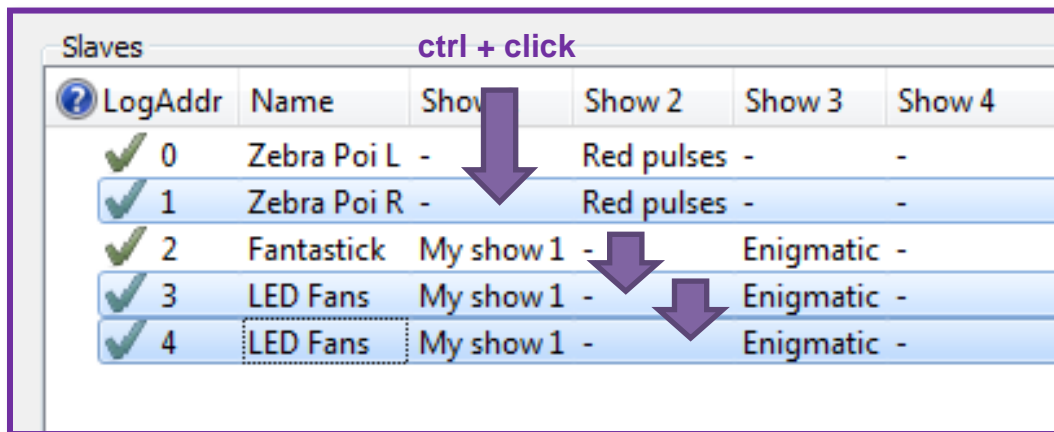 Slaves ctrl + click
LogAddr Name Show 2 Show 3 Show 4
0 Zebra Poi L - Red pulses - -
1 Zebra Poi R - Red pulses - -
2 Fantastick My show 1 - Enigmatic -
3 LED Fans My show 1 - Enigmatic -
4 LED Fans My show 1 - Enigmatic -